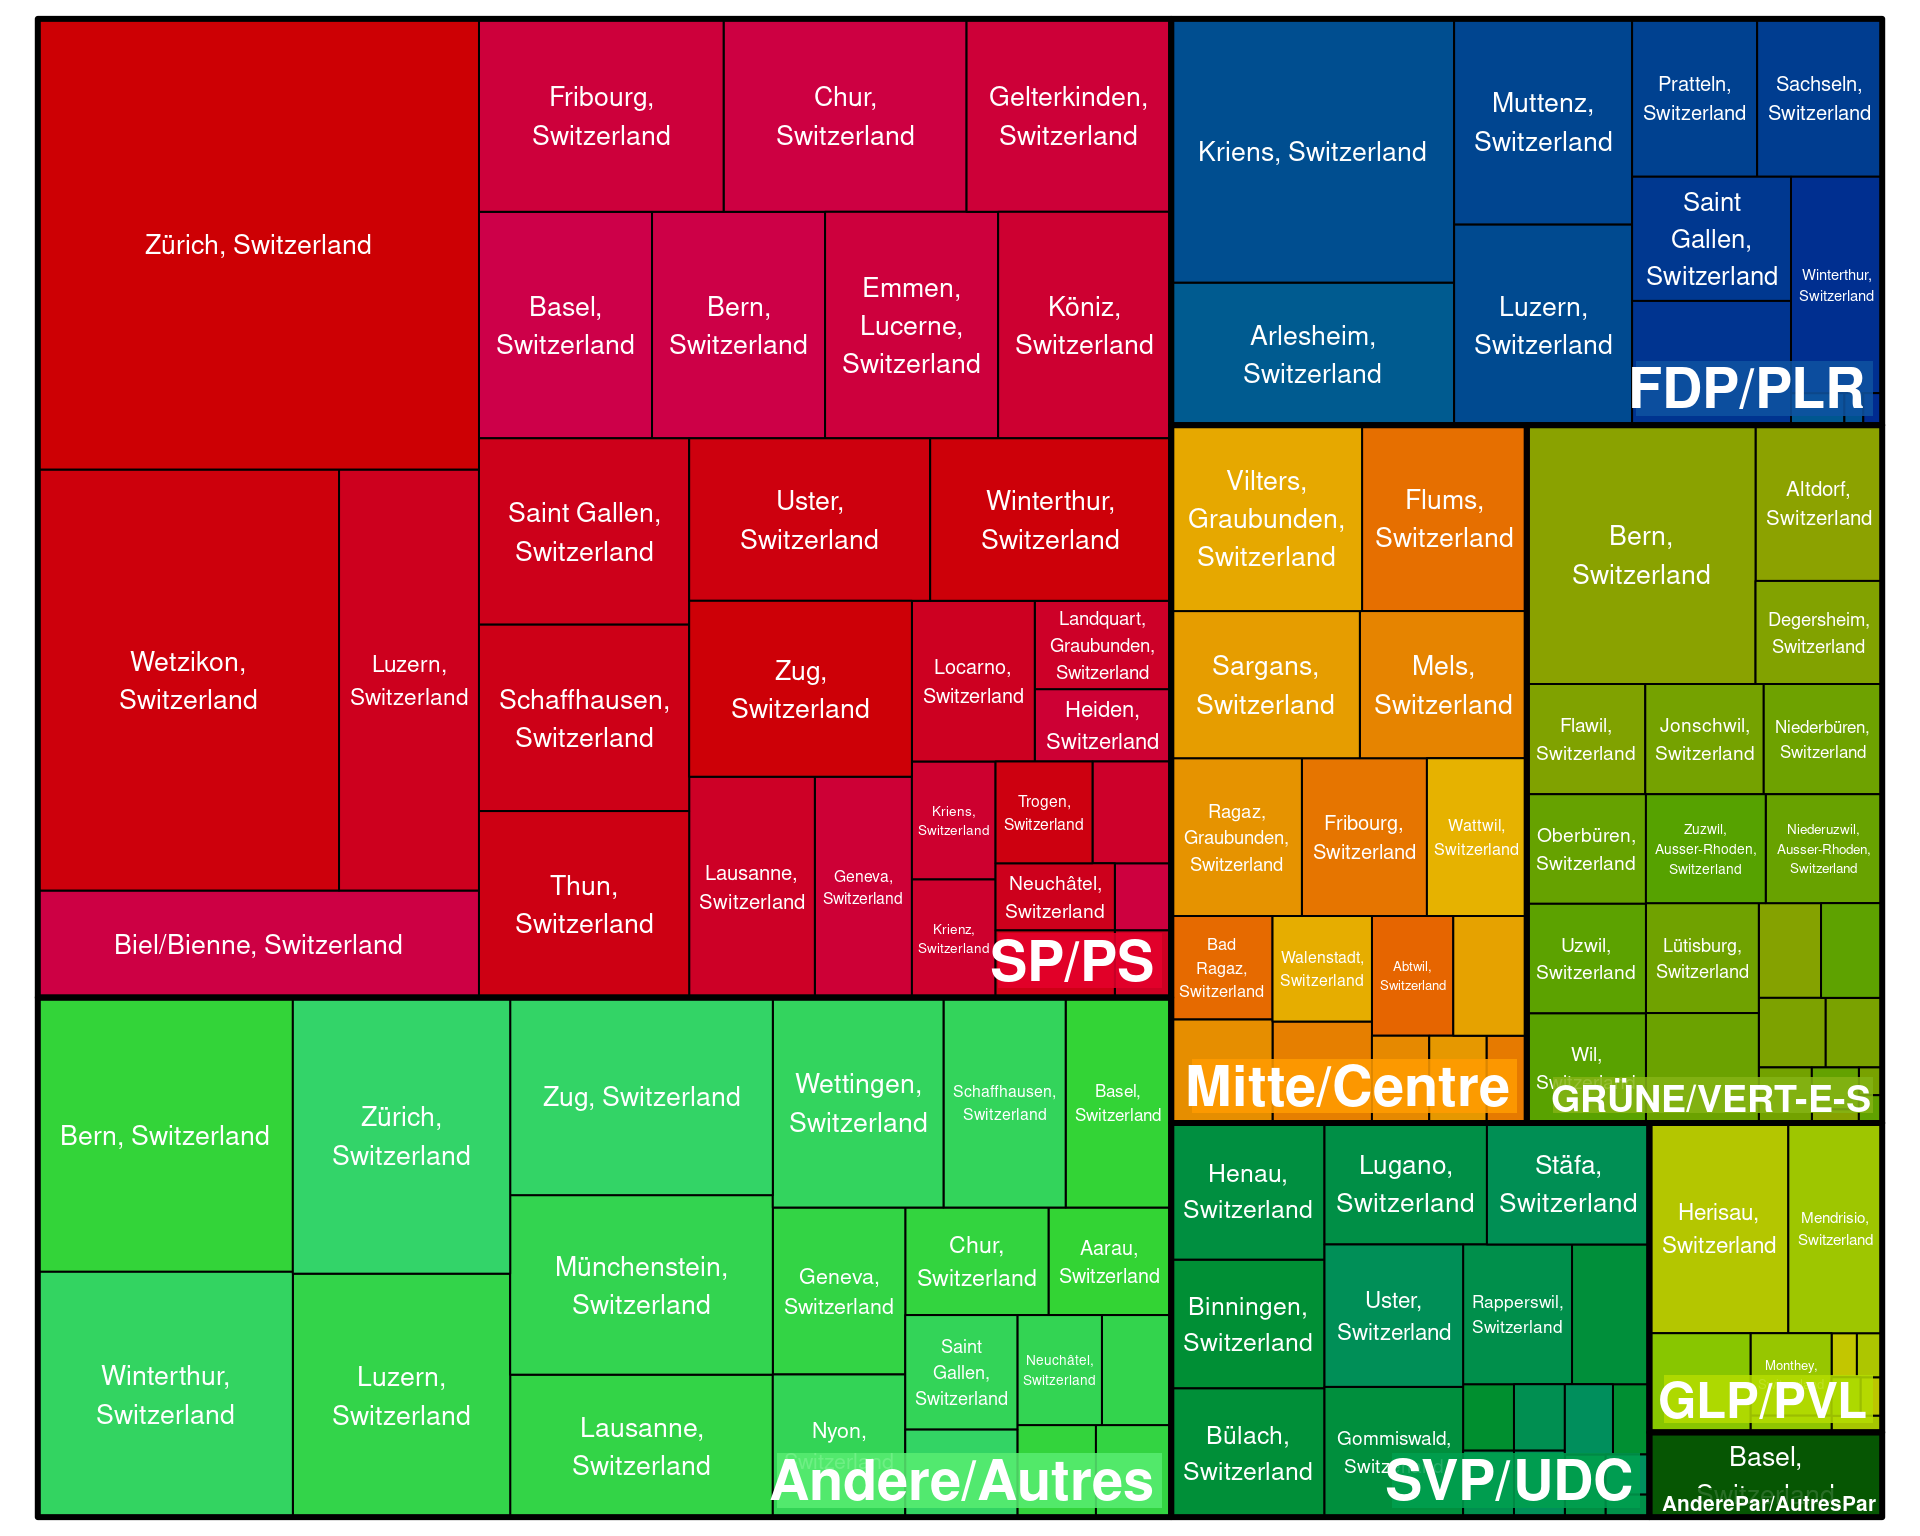 Zürich, Switzerland
Wetzikon,
Switzerland
Luzern,
Switzerland
Biel/Bienne, Switzerland
Fribourg,
Switzerland
Chur,
Switzerland
Gelterkinden,
Switzerland
Basel,
Switzerland
Bern,
Switzerland
Emmen,
Lucerne,
Switzerland
Köniz,
Switzerland
Saint Gallen,
Switzerland
Uster,
Switzerland
Winterthur,
Switzerland
Schaffhausen,
Switzerland
Thun,
Switzerland
Zug,
Switzerland
Locarno,
Switzerland
Landquart,
Graubunden,
Switzerland
Heiden,
Switzerland
Lausanne,
Switzerland
Geneva,
Switzerland
Kriens,
Switzerland
Krienz,
Switzerland
Trogen,
Switzerland
Neuchâtel,
Switzerland
SP/PS
Bern, Switzerland
Winterthur,
Switzerland
Zürich,
Switzerland
Luzern,
Switzerland
Zug, Switzerland
Münchenstein,
Switzerland
Lausanne,
Switzerland
Wettingen,
Switzerland
Schaffhausen,
Switzerland
Basel,
Switzerland
Geneva,
Switzerland
Nyon,
Switzerland
Chur,
Switzerland
Aarau,
Switzerland
Saint
Gallen,
Switzerland
Neuchâtel,
Switzerland
Andere/Autres
Kriens, Switzerland
Arlesheim,
Switzerland
Muttenz,
Switzerland
Luzern,
Switzerland
Pratteln,
Switzerland
Sachseln,
Switzerland
Saint
Gallen,
Switzerland
Winterthur,
Switzerland
FDP/PLR
Vilters,
Graubunden,
Switzerland
Flums,
Switzerland
Sargans,
Switzerland
Mels,
Switzerland
Ragaz,
Graubunden,
Switzerland
Fribourg,
Switzerland
Wattwil,
Switzerland
Bad
Ragaz,
Switzerland
Walenstadt,
Switzerland
Abtwil,
Switzerland
Mitte/Centre
Bern,
Switzerland
Altdorf,
Switzerland
Degersheim,
Switzerland
Flawil,
Switzerland
Jonschwil,
Switzerland
Niederbüren,
Switzerland
Oberbüren,
Switzerland
Zuzwil,
Ausser-Rhoden,
Switzerland
Niederuzwil,
Ausser-Rhoden,
Switzerland
Uzwil,
Switzerland
Lütisburg,
Switzerland
Wil,
Switzerland
GRÜNE/VERT-E-S
Henau,
Switzerland
Binningen,
Switzerland
Bülach,
Switzerland
Lugano,
Switzerland
Stäfa,
Switzerland
Uster,
Switzerland
Rapperswil,
Switzerland
Gommiswald,
Switzerland
SVP/UDC
Herisau,
Switzerland
Mendrisio,
Switzerland
Monthey,
GLP/PVL
Basel,
Switzerland
AnderePar/AutresPar